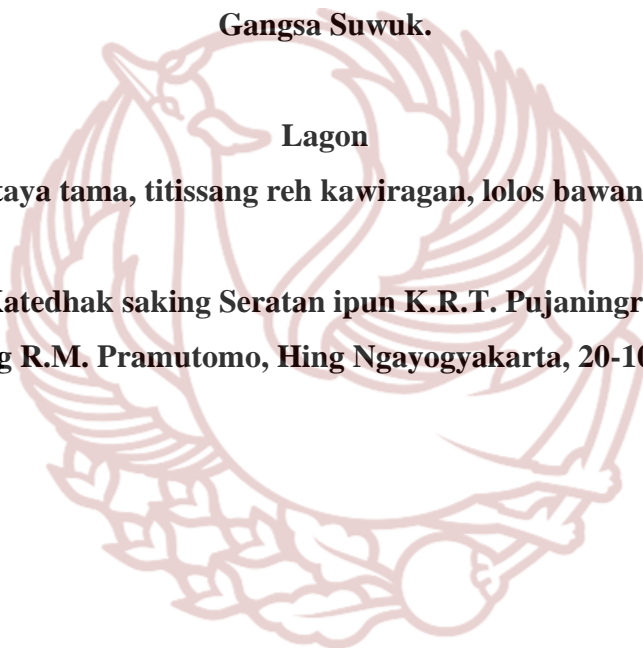 Gangsa Suwuk.
Lagon
taya tama, titissang reh kawiragan, lolos bawan
Katedhak saking Seratan ipun K.R.T. Pujaningr
g R.M. Pramutomo, Hing Ngayogyakarta, 20-10